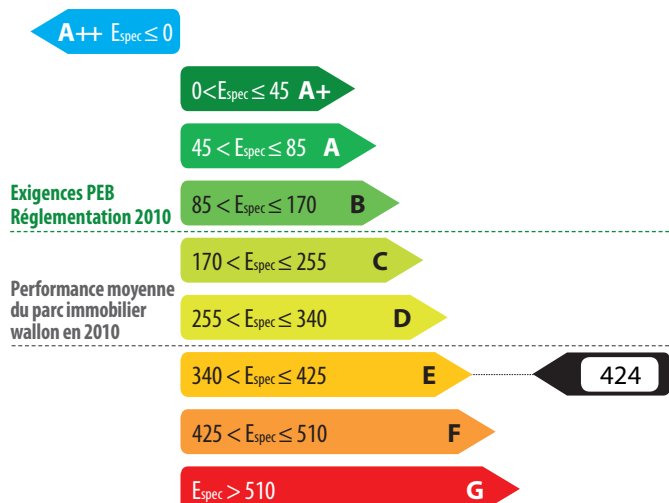 A++ Espec ≤ 0
0<Espec ≤ 45 A+
45 < Espec ≤ 85 A
Exigences PEB
Réglementation 2010
85 < Espec ≤ 170 B
170 < Espec ≤ 255 C
Performance moyenne
du parc immobilier
wallon en 2010
255 < Espec ≤ 340 D
340 < Espec ≤ 425 E
424
425 < Espec ≤ 510 F
Espec > 510 G